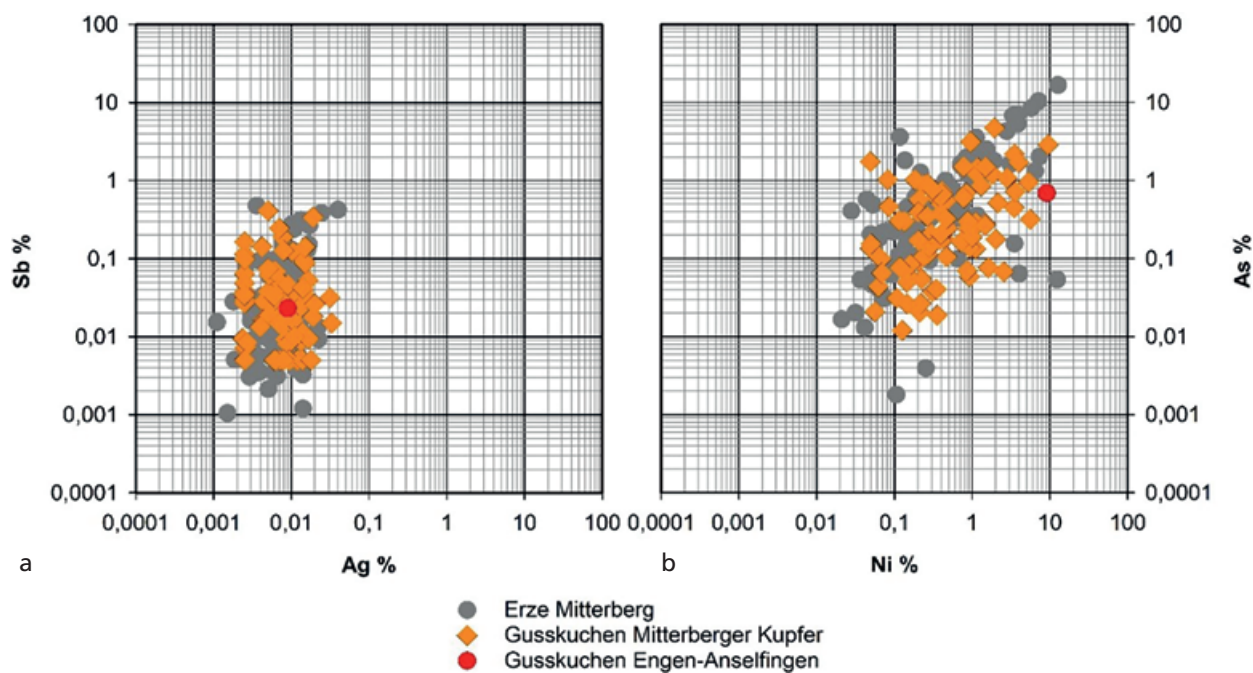 100
10
1
0,1
0,01
0,001
0,0001
Sb %
0,0001 0,001 0,01 0,1 1 10 100
Ag %
a
100
10
1
0,1
0,01
0,001
0,0001
As %
0,0001 0,001 0,01 0,1 1 10 100
Ni %
b
Erze Mitterberg
Gusskuchen Mitterberger Kupfer
Gusskuchen Engen-Anselfingen